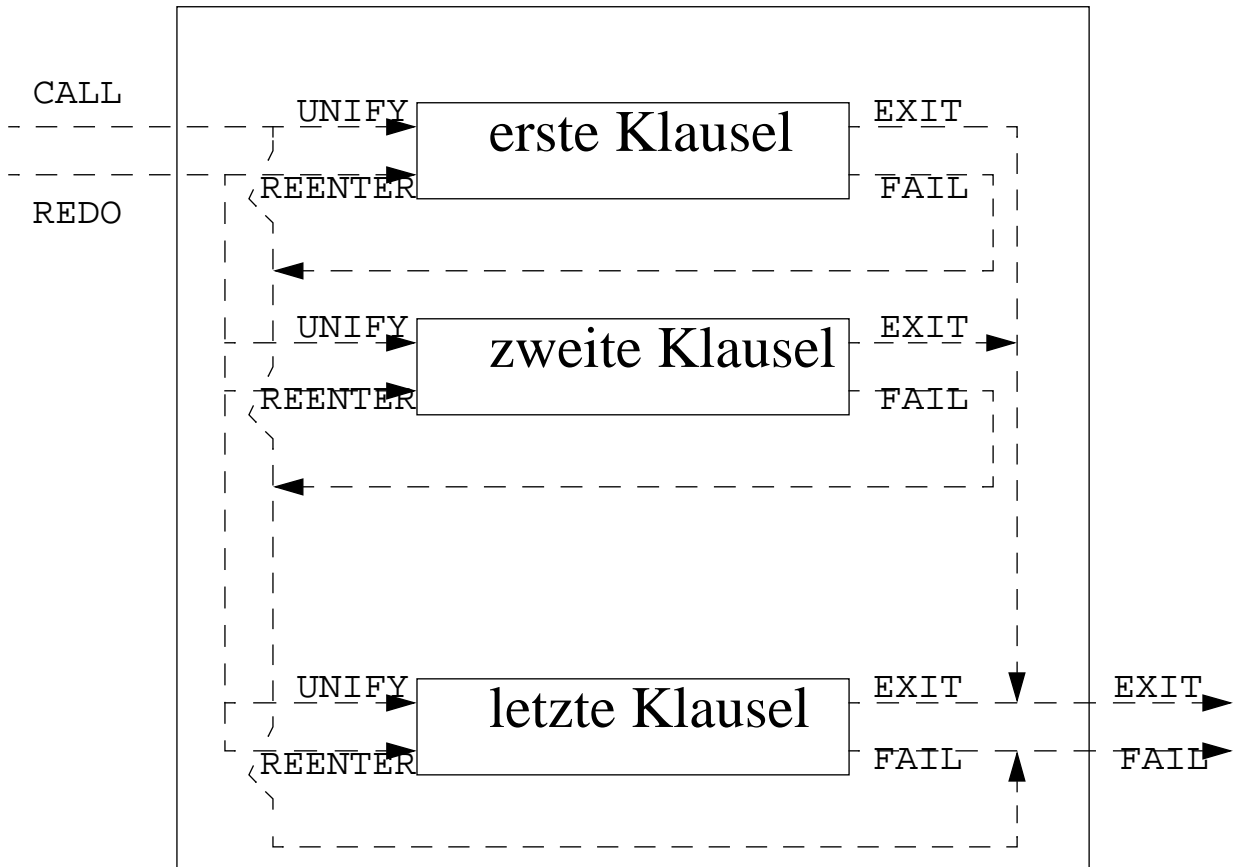 CALL
UNIFY
erste Klausel
EXIT
REENTER
FAIL
REDO
UNIFY
zweite Klausel
EXIT
REENTER
FAIL
UNIFY
letzte Klausel
EXIT
EXIT
REENTER
FAIL
FAIL